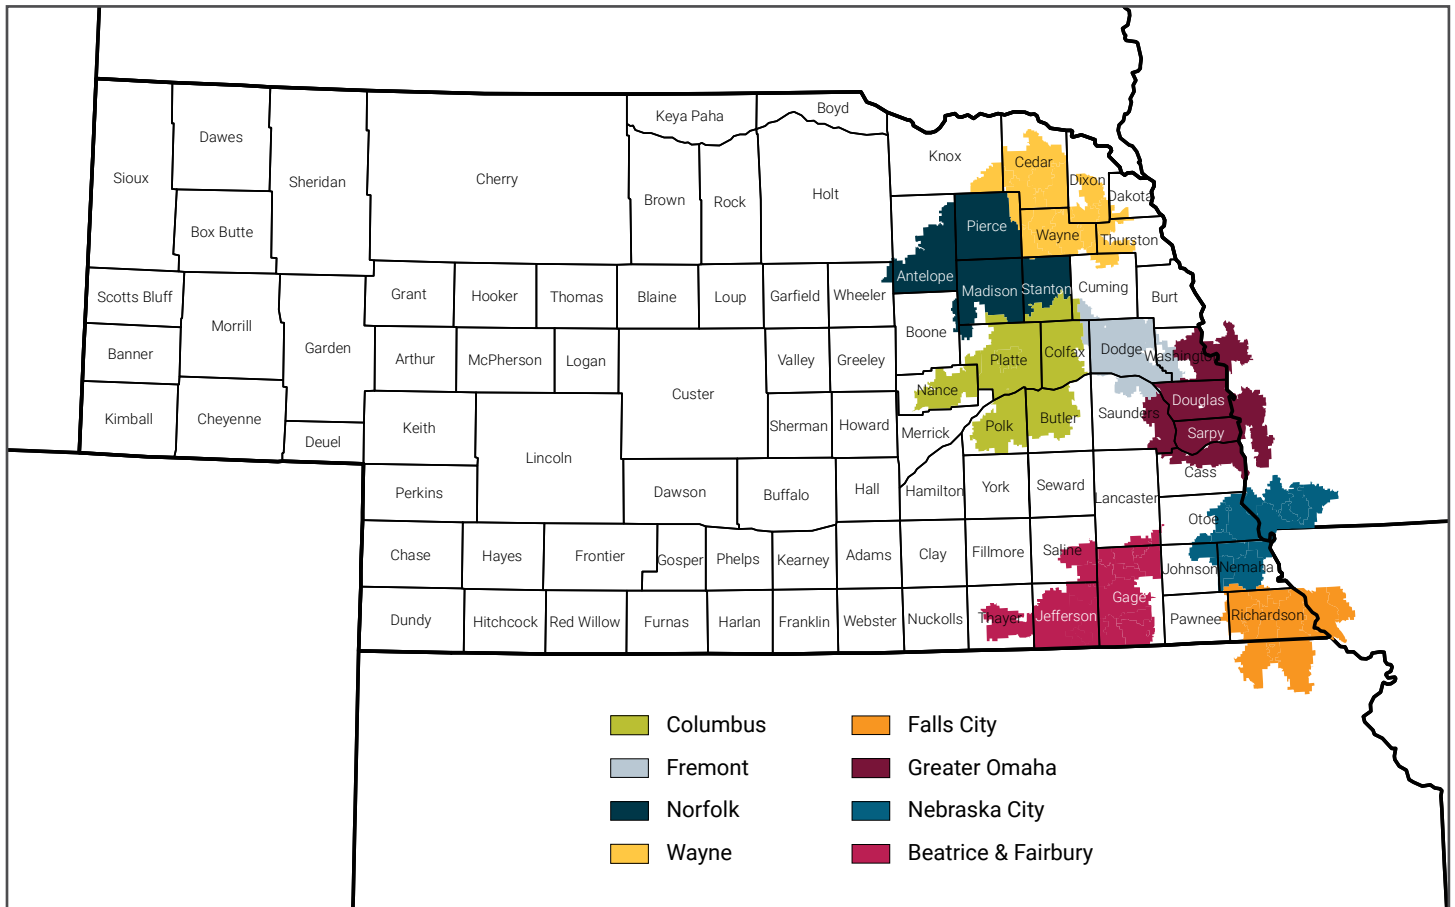 Keya Paha
Boyd
Dawes
Knox
Cedar
Sioux
Sheridan
Cherry
Dixon
Dakota
Brown
Rock
Holt
Box Butte
Pierce
Wayne
Thurston
Antelope
Scotts Bluff
Grant
Hooker
Thomas
Blaine
Loup
Garfield
Wheeler
Madison
Stanton
Cuming
Burt
Morrill
Boone
Banner
Garden
Arthur
McPherson
Logan
Valley
Greeley
Platte
Colfax
Dodge
Washington
Custer
Nance
Douglas
Kimball
Cheyenne
Keith
Sherman
Howard
Merrick
Polk
Butler
Saunders
Sarpy
Deuel
Lincoln
Cass
Perkins
Dawson
Buffalo
Hall
Hamilton
York
Seward
Lancaster
Otoe
Chase
Hayes
Frontier
Gosper
Phelps
Kearney
Adams
Clay
Fillmore
Saline
Johnson
Nemaha
Gage
Dundy
Hitchcock
Red Willow
Furnas
Harlan
Franklin
Webster
Nuckolls
Thayer
Jefferson
Pawnee
Richardson
Columbus
Fremont
Norfolk
Wayne
Falls City
Greater Omaha
Nebraska City
Beatrice & Fairbury